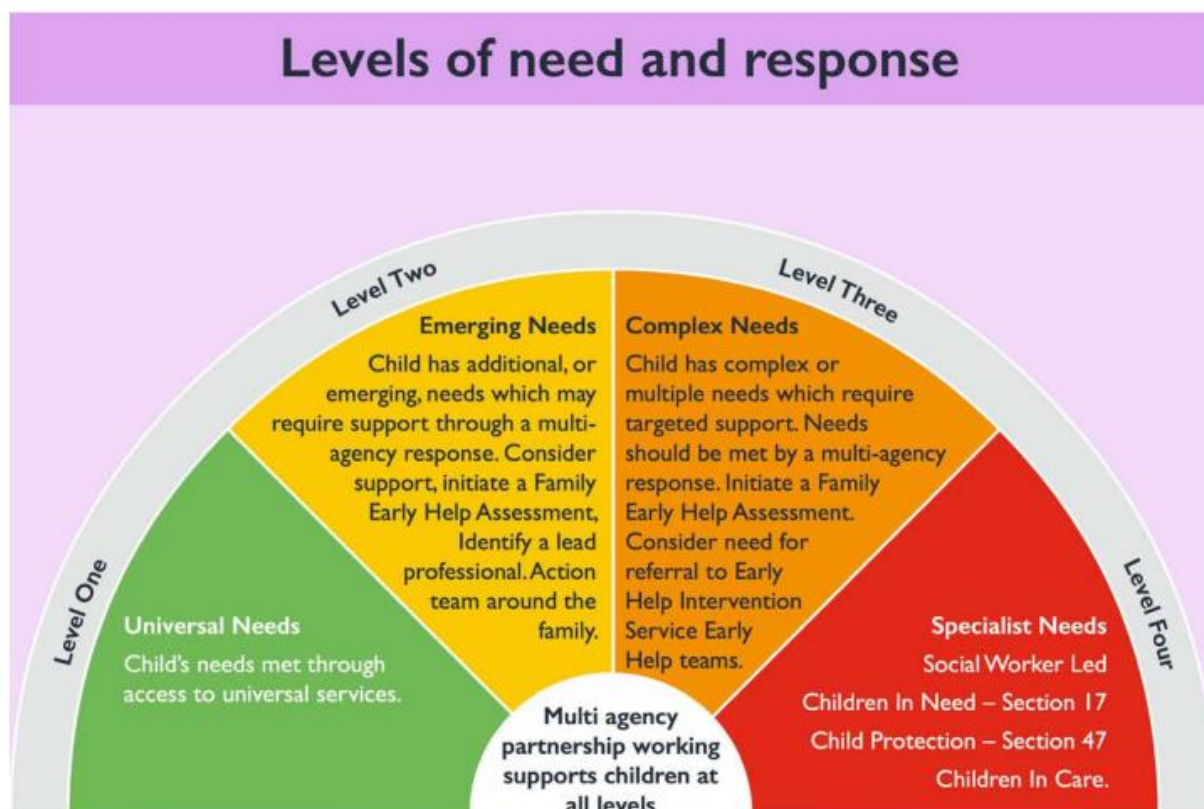 Levels of need and response
Level One
Universal Needs
Child's needs met through
access to universal services.
Level Two
Emerging Needs
Child has additional, or
emerging, needs which may
require support through a multi-
agency response. Consider
support, initiate a Family
Early Help Assessment,
Identify a lead
professional. Action
team around the
family.
Level Three
Complex Needs
Child has complex or
multiple needs which require
targeted support. Needs
should be met by a multi-agency
response. Initiate a Family
Early Help Assessment.
Consider need for
referral to Early
Help Intervention
Service Early
Help teams.
Level Four
Specialist Needs
Social Worker Led
Children In Need – Section 17
Child Protection – Section 47
Children In Care.
Multi agency
partnership working
supports children at
all levels